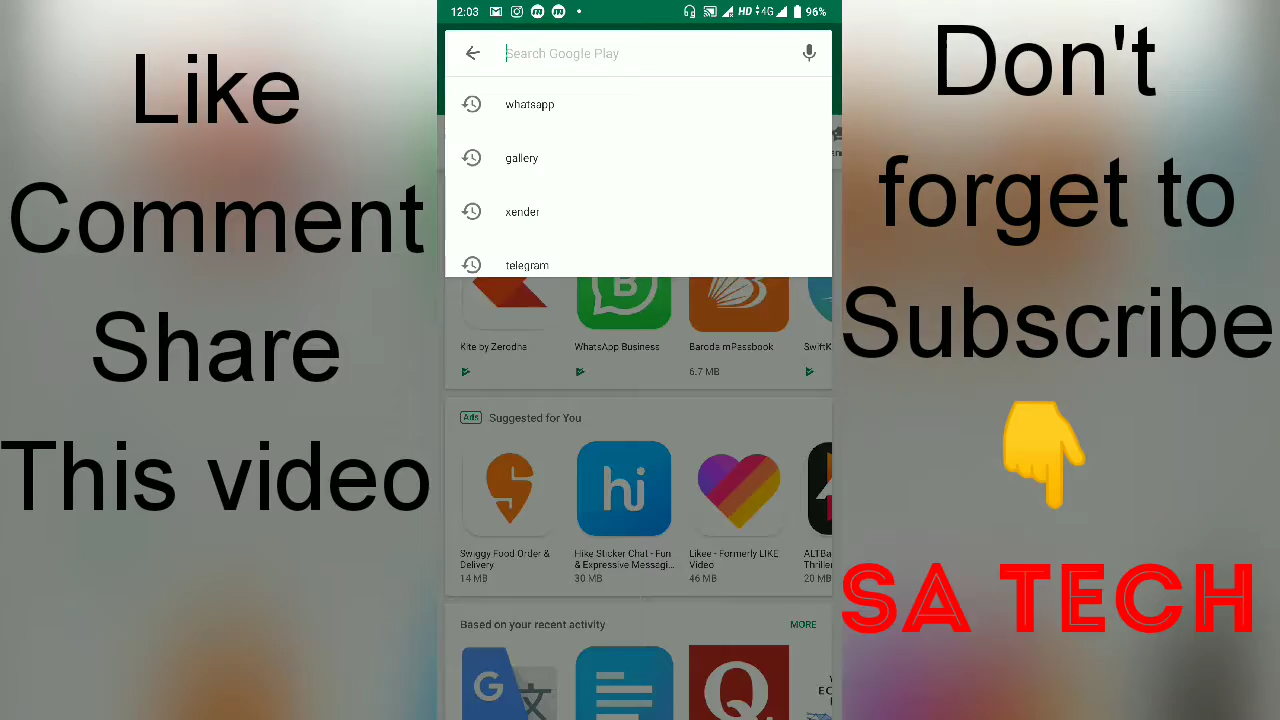 Like
Comment
Share
This video
12:03
HD 4G 96%
Search Google Play
whatsapp
gallery
xender
telegram
Kite by Zerodha
WhatsApp Business
Baroda mPassbook
6.7 MB
Ads Suggested for You
hi
Swiggy Food Order &
Delivery
14 MB
Hike Sticker Chat - Fun
& Expressive Messagi...
30 MB
Likee - Formerly LIKE
Video
46 MB
20 MB
Based on your recent activity MORE
G
Q
Don't
forget to
Subscribe
SA TECH